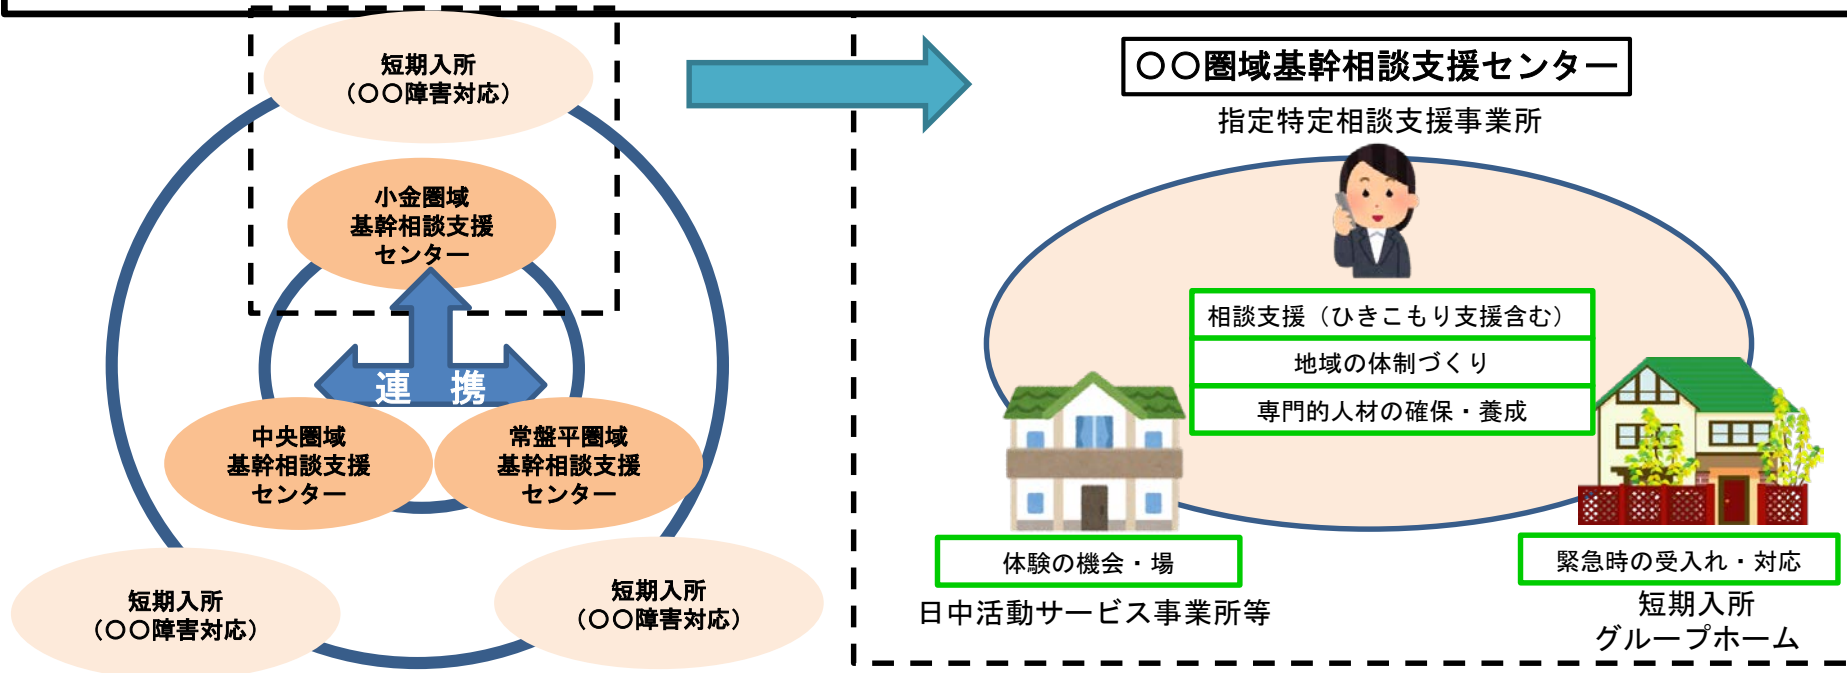 短期入所
（〇〇障害対応）
小金圏域
基幹相談支援
センター
連　携
中央圏域
基幹相談支援
センター
常盤平圏域
基幹相談支援
センター
短期入所
（〇〇障害対応）
短期入所
（〇〇障害対応）
〇〇圏域基幹相談支援センター
指定特定相談支援事業所
相談支援（ひきこもり支援含む）
地域の体制づくり
専門的人材の確保・養成
体験の機会・場
日中活動サービス事業所等
緊急時の受入れ・対応
短期入所
グループホーム